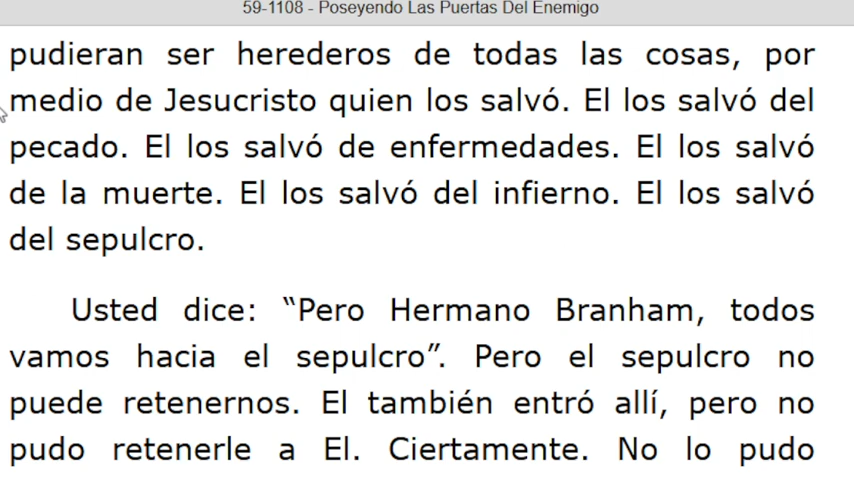 59-1108 - Poseyendo Las Puertas Del Enemigo
pudieran ser herederos de todas las cosas, por
medio de Jesucristo quien los salvó. El los salvó del
pecado. El los salvó de enfermedades. El los salvó
de la muerte. El los salvó del infierno. El los salvó
del sepulcro.
Usted dice: “Pero Hermano Branham, todos
vamos hacia el sepulcro”. Pero el sepulcro no
puede retenernos. El también entró allí, pero no
pudo retenerle a El. Ciertamente. No lo pudo